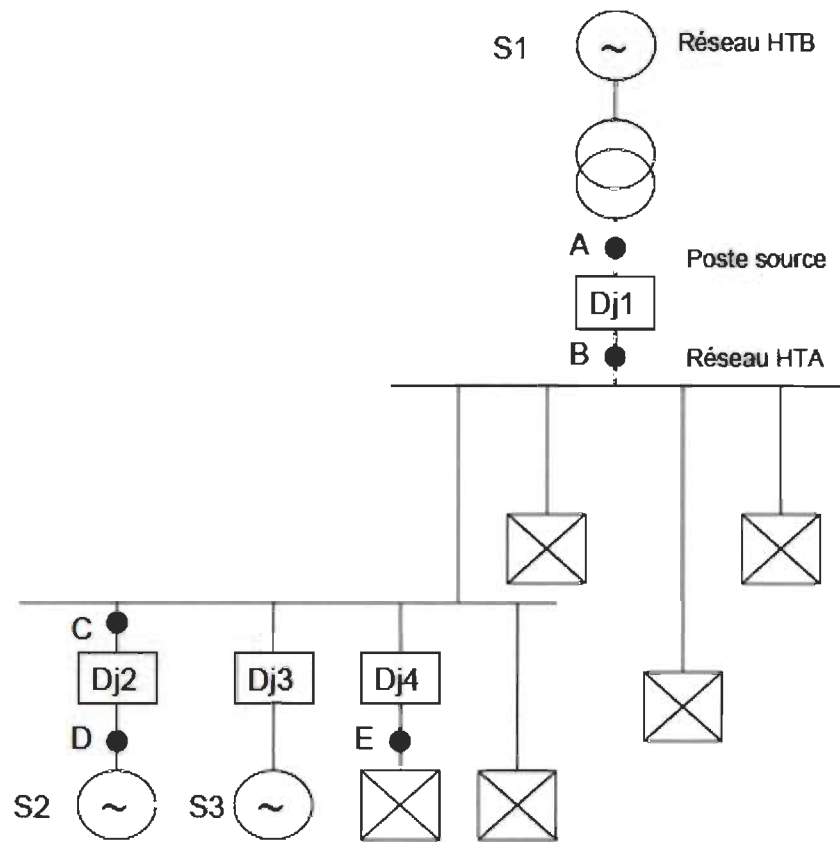 S1 ~ Réseau HTB
A
Poste source
Dj1
B Réseau HTA
C
Dj2 Dj3 Dj4
D E
S2 ~ S3 ~